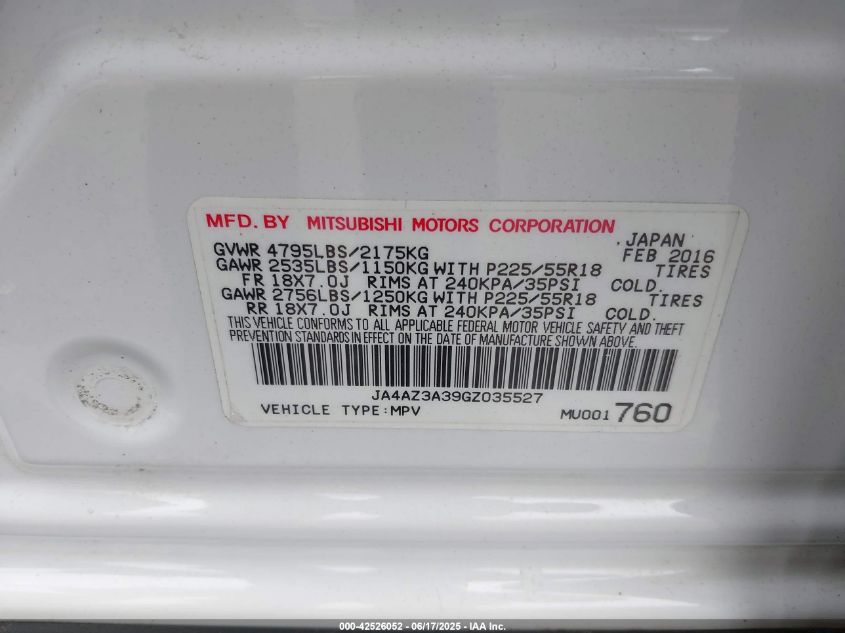 MFD. BY MITSUBISHI MOTORS CORPORATION
, JAPAN
GVWR 4795LBS/2175KG FEB 2016
GAWR 2535LBS/1150KG WITH P225/55R18 TIRES
FR 18X7.0J RIMS AT 240KPA/35PSI COLD.
GAWR 2756LBS/1250KG WITH P225/55R18 TIRES
RR 18X7.0J RIMS AT 240KPA/35PSI COLD.
THIS VEHICLE CONFORMS TO ALL APPLICABLE FEDERAL MOTOR VEHICLE SAFETY AND THEFT
PREVENTION STANDARDS IN EFFECT ON THE DATE OF MANUFACTURE SHOWN ABOVE.
JA4AZ3A39GZ035527
VEHICLE TYPE:MPV MU001760
000-42526052 - 06/17/2025 - IAA Inc.